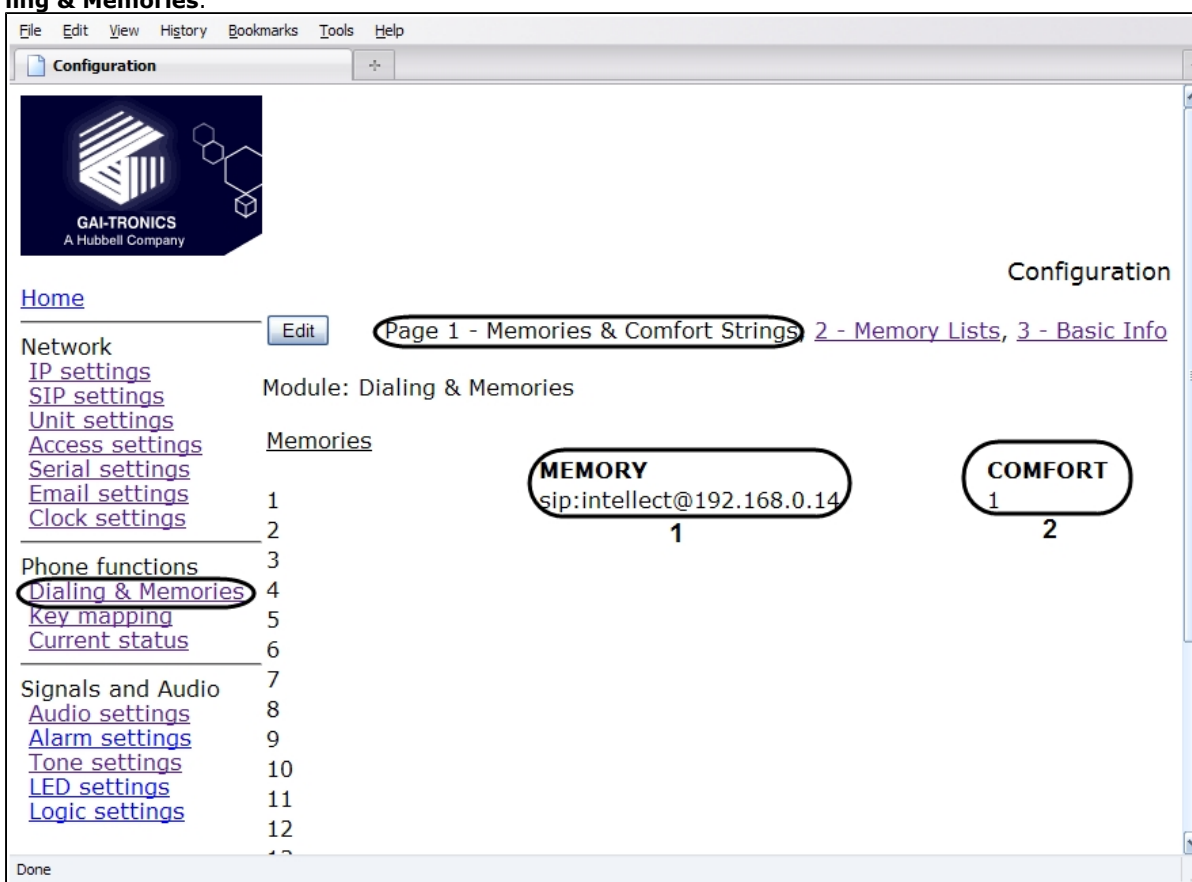 ling & Memories.
File Edit View History Bookmarks Tools Help
Configuration
GAI-TRONICS
A Hubbell Company
Configuration
Home
Edit Page 1 - Memories & Comfort Strings, 2 - Memory Lists, 3 - Basic Info
Network
IP settings
SIP settings
Unit settings
Access settings
Serial settings
Email settings
Clock settings
Phone functions
Dialing & Memories
Key mapping
Current status
Signals and Audio
Audio settings
Alarm settings
Tone settings
LED settings
Logic settings
Module: Dialing & Memories
Memories
MEMORY COMFORT
1 sip:intellect@192.168.0.14 1
1 2
2
3
4
5
6
7
8
9
10
11
12
Done